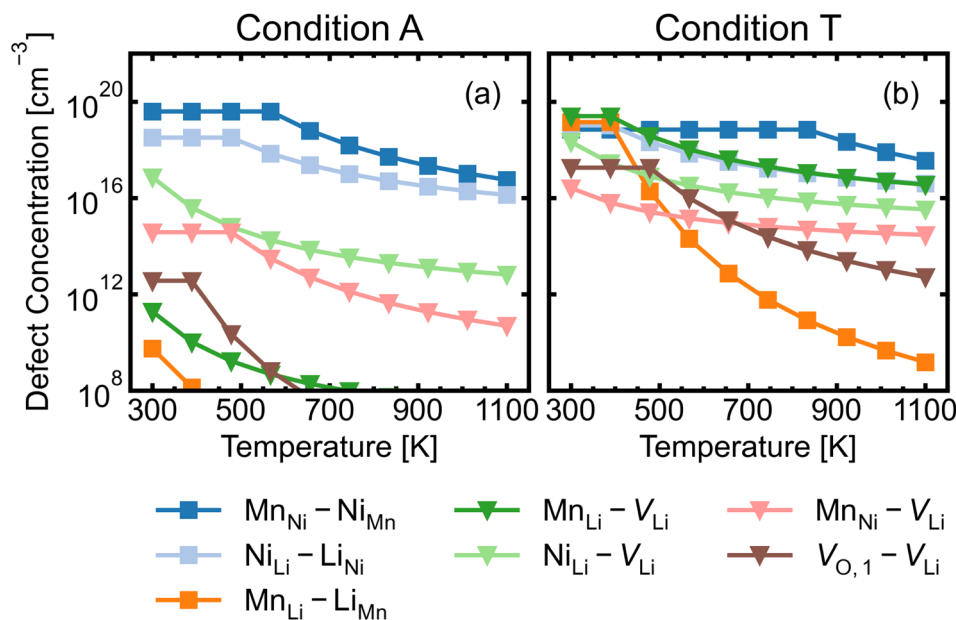 Condition A
Condition T
Defect Concentration [cm⁻³]
10²⁰
10¹⁶
10¹²
10⁸
(a)
(b)
300 500 700 900 1100
300 500 700 900 1100
Temperature [K]
Temperature [K]
Mn_Ni − Ni_Mn
Mn_Li − V_Li
Mn_Ni − V_Li
Ni_Li − Li_Ni
Ni_Li − V_Li
V_O, 1 − V_Li
Mn_Li − Li_Mn